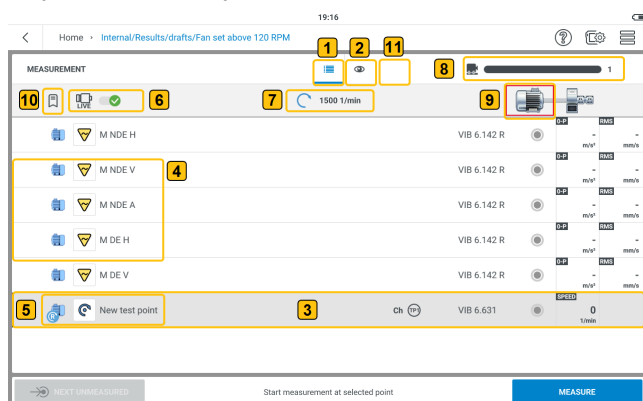 19:16
Home › Internal/Results/drafts/Fan set above 120 RPM
1 2 11
MEASUREMENT 8 1
10 LIVE 6 7 1500 1/min 9
M NDE H VIB 6.142 R 0-P - m/s² RMS - mm/s
4 M NDE V VIB 6.142 R 0-P - m/s² RMS - mm/s
M NDE A VIB 6.142 R 0-P - m/s² RMS - mm/s
M DE H VIB 6.142 R 0-P - m/s² RMS - mm/s
M DE V VIB 6.142 R 0-P - m/s² RMS - mm/s
5 R New test point 3 Ch VIB 6.631 SPEED 0 1/min
NEXT UNMEASURED Start measurement at selected point MEASURE